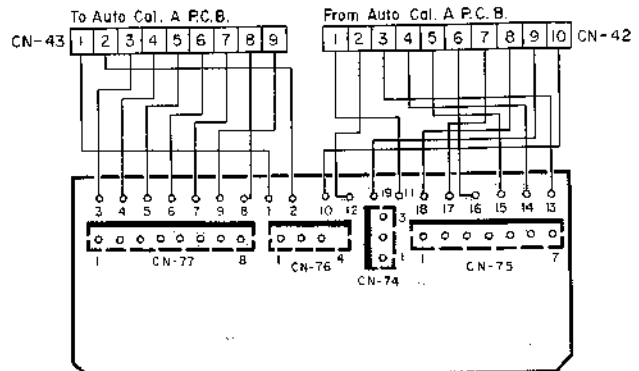 To Auto Cal. A P.C.B.
From Auto Cal. A P.C.B.
CN-43 1 2 3 4 5 6 7 8 9
1 2 3 4 5 6 7 8 9 10 CN-42
3 4 5 6 7 9 8 1 2 10 12 19 11 18 17 16 15 14 13
3
1 CN-77 8
1 CN-76 4
1
CN-74
1 CN-75 7